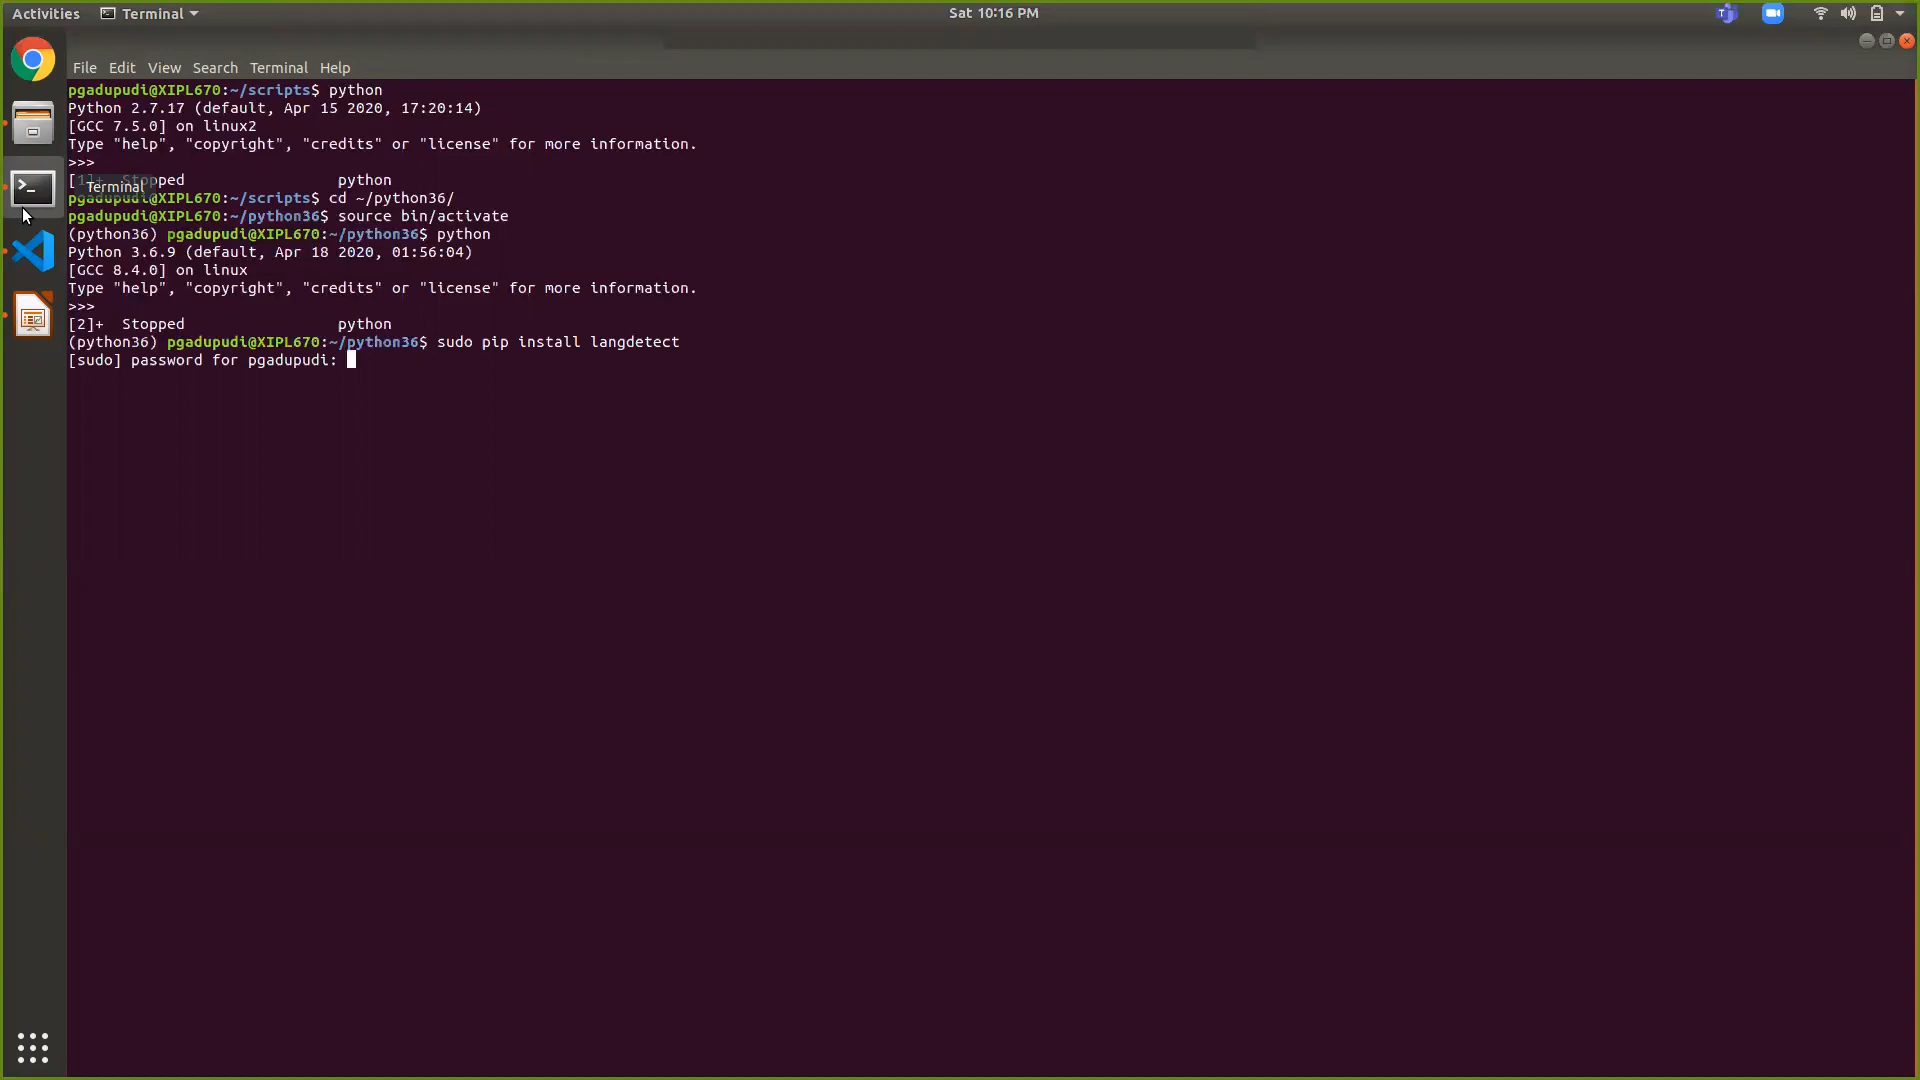 Activities Terminal Sat 10:16 PM
File Edit View Search Terminal Help
pgadupudi@XIPL670:~/scripts$ python
Python 2.7.17 (default, Apr 15 2020, 17:20:14)
[GCC 7.5.0] on linux2
Type "help", "copyright", "credits" or "license" for more information.
>>>
[1]+  Stopped                 python
Terminal
pgadupudi@XIPL670:~/scripts$ cd ~/python36/
pgadupudi@XIPL670:~/python36$ source bin/activate
(python36) pgadupudi@XIPL670:~/python36$ python
Python 3.6.9 (default, Apr 18 2020, 01:56:04)
[GCC 8.4.0] on linux
Type "help", "copyright", "credits" or "license" for more information.
>>>
[2]+  Stopped                 python
(python36) pgadupudi@XIPL670:~/python36$ sudo pip install langdetect
[sudo] password for pgadupudi: